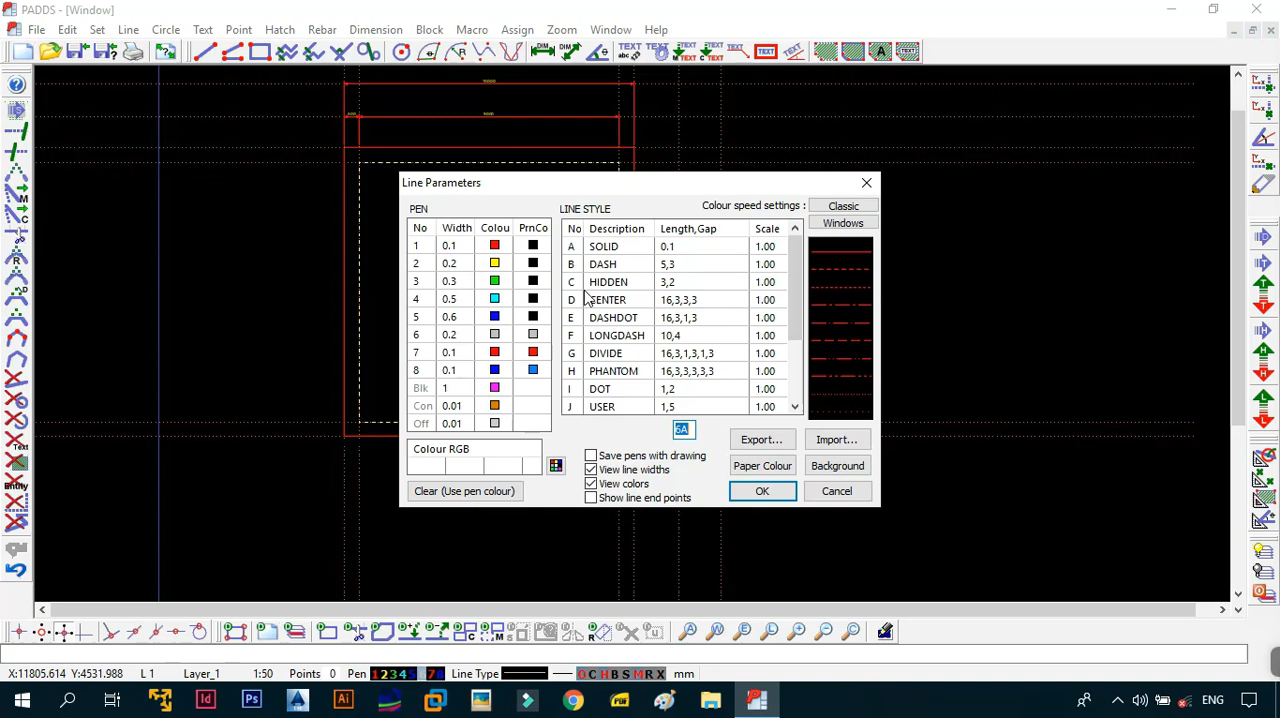 PADDS - [Window]
File Edit Set Line Circle Text Point Hatch Rebar Dimension Block Macro Assign Zoom Window Help
Line Parameters
PEN LINE STYLE Colour speed settings : Classic
Windows
No Width Colou PrnCo No Description Length,Gap Scale
1 0.1 A SOLID 0.1 1.00
2 0.2 B DASH 5,3 1.00
3 0.3 C HIDDEN 3,2 1.00
4 0.5 D SENTER 16,3,3,3 1.00
5 0.6 DASHDOT 16,3,1,3 1.00
6 0.2 F LONGDASH 10,4 1.00
7 0.1 G DIVIDE 16,3,1,3,1,3 1.00
8 0.1 H PHANTOM 16,3,3,3,3,3 1.00
Blk 1 I DOT 1,2 1.00
Con 0.01 J USER 1,5 1.00
Off 0.01
6A
Export... Import...
Colour RGB
Save pens with drawing
View line widths
View colors
Show line end points
Paper Colour Background
Clear (Use pen colour) OK Cancel
X:11805.614 Y:4531.988 L 1 Layer_1 1:50 Points 0 Pen 1 2 3 4 5 6 7 8 Line Type O C H B S M R X mm
ENG